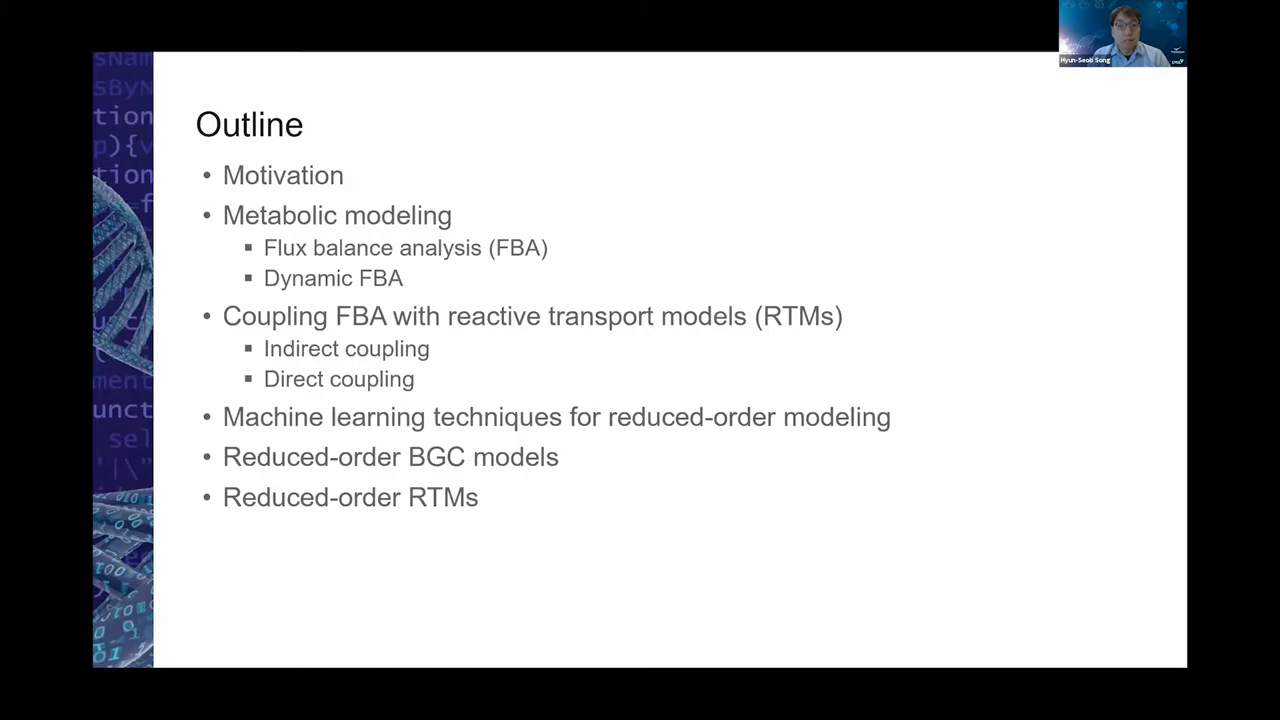 Hyun-Seob Song
Outline
• Motivation
• Metabolic modeling
▪ Flux balance analysis (FBA)
▪ Dynamic FBA
• Coupling FBA with reactive transport models (RTMs)
▪ Indirect coupling
▪ Direct coupling
• Machine learning techniques for reduced-order modeling
• Reduced-order BGC models
• Reduced-order RTMs